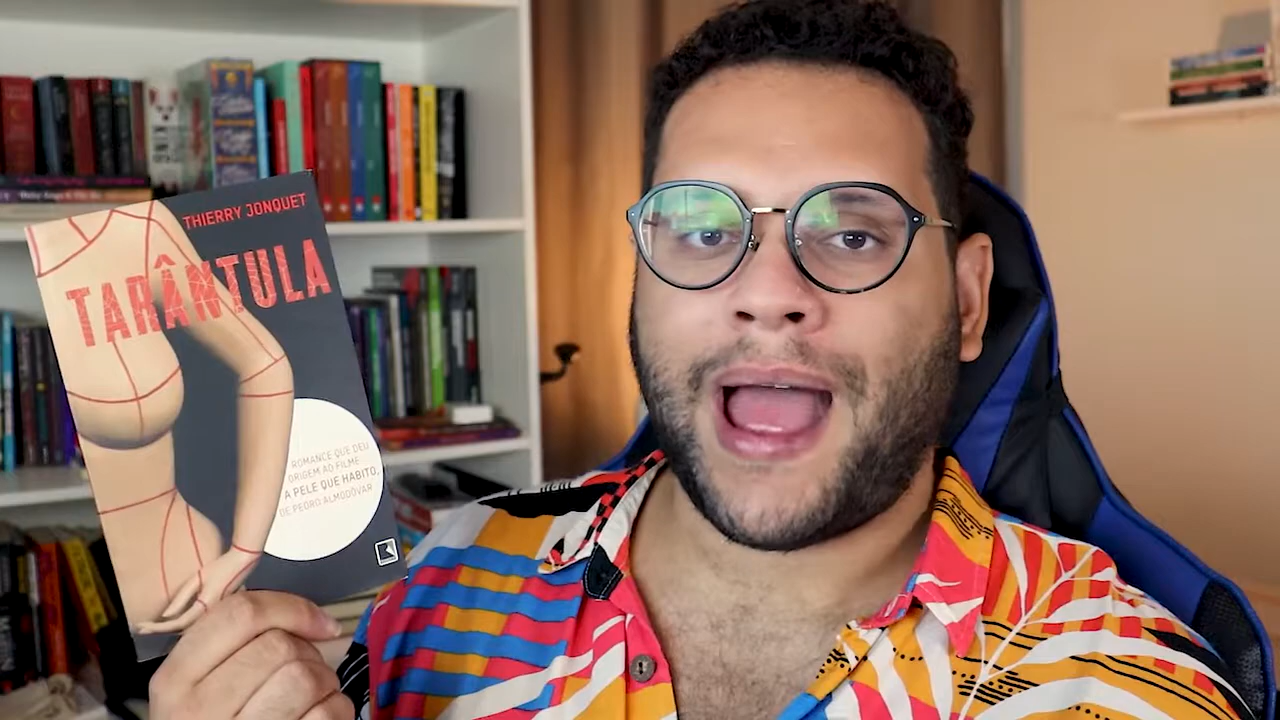 THIERRY JONQUET
TARÂNTULA
ROMANCE QUE DEU
ORIGEM AO FILME
A PELE QUE HABITO,
DE PEDRO ALMODÓVAR